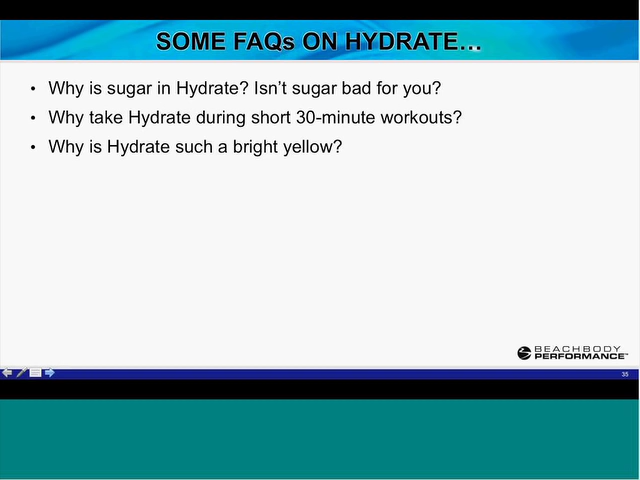 SOME FAQs ON HYDRATE…
• Why is sugar in Hydrate? Isn't sugar bad for you?
• Why take Hydrate during short 30-minute workouts?
• Why is Hydrate such a bright yellow?
BEACHBODY
PERFORMANCE™
35